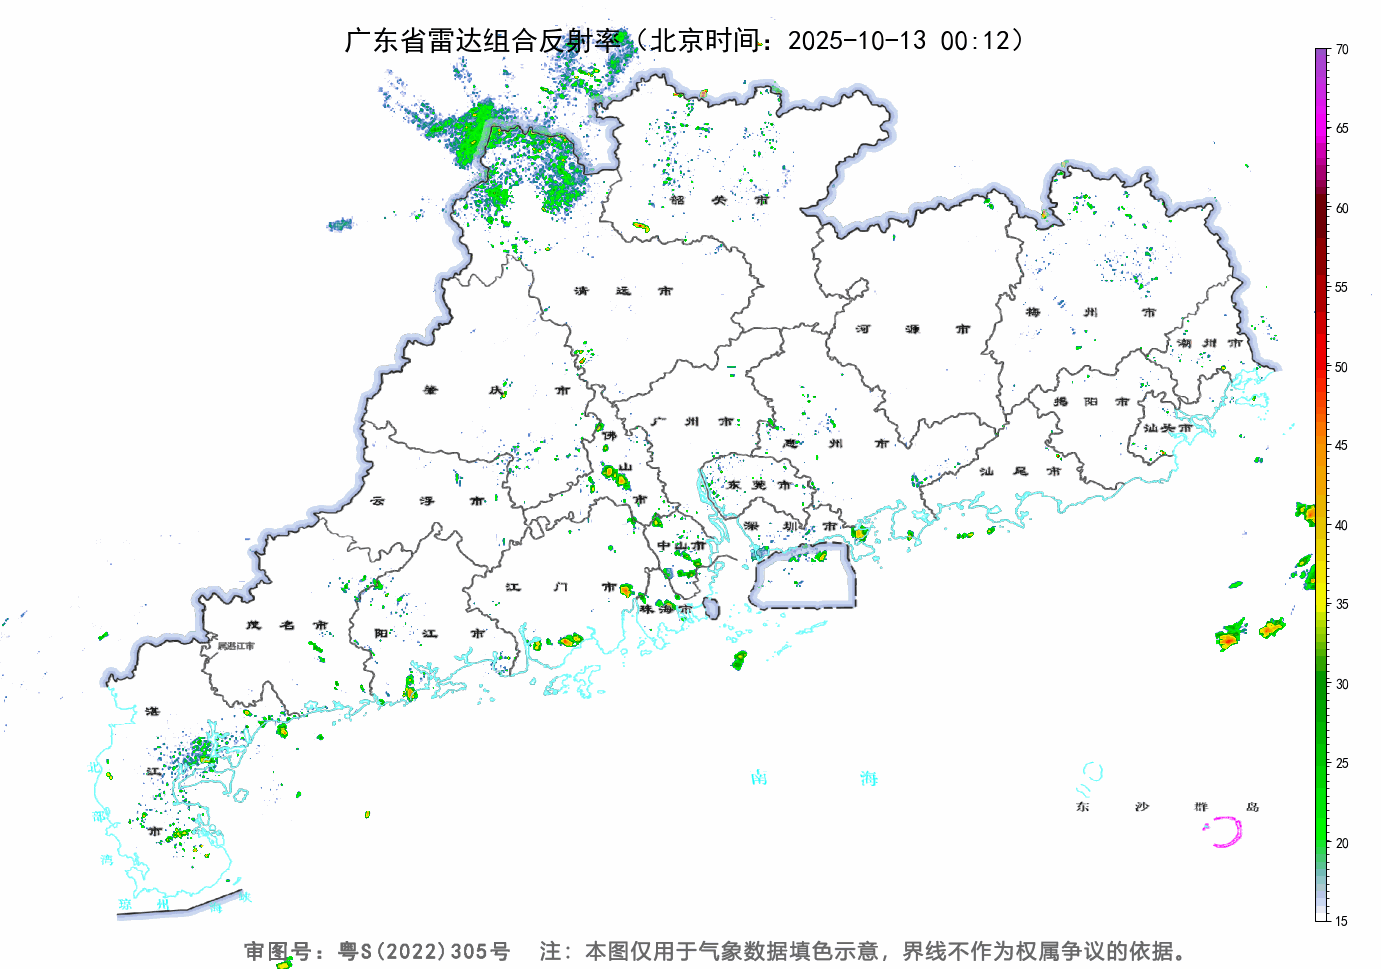 广东省雷达组合反射率（北京时间：2025-10-13 00:12）
70
65
60
55
50
45
40
35
30
25
20
15
韶关市
清远市
河源市
梅州市
潮州市
肇庆市
广州市
佛山市
惠州市
揭阳市
汕头市
汕尾市
云浮市
东莞市
深圳市
中山市
江门市
珠海市
茂名市
属湛江市
阳江市
湛江市
北部湾
琼州海峡
南海
东沙群岛
审图号：粤S(2022)305号 注：本图仅用于气象数据填色示意，界线不作为权属争议的依据。